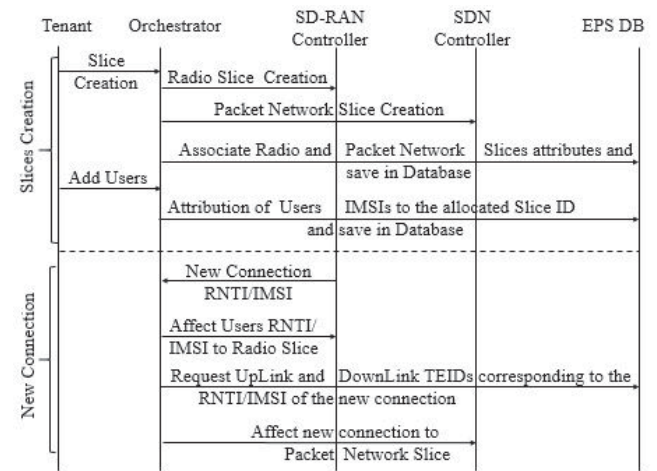 Tenant Orchestrator SD-RAN Controller SDN Controller EPS DB
Slices Creation
Slice
Creation
Radio Slice Creation
Packet Network Slice Creation
Associate Radio and Packet Network Slices attributes and
save in Database
Add Users
Attribution of Users IMSIs to the allocated Slice ID
and save in Database
New Connection
New Connection
RNTI/IMSI
Affect Users RNTI/
IMSI to Radio Slice
Request UpLink and DownLink TEIDs corresponding to the
RNTI/IMSI of the new connection
Affect new connection to
Packet Network Slice